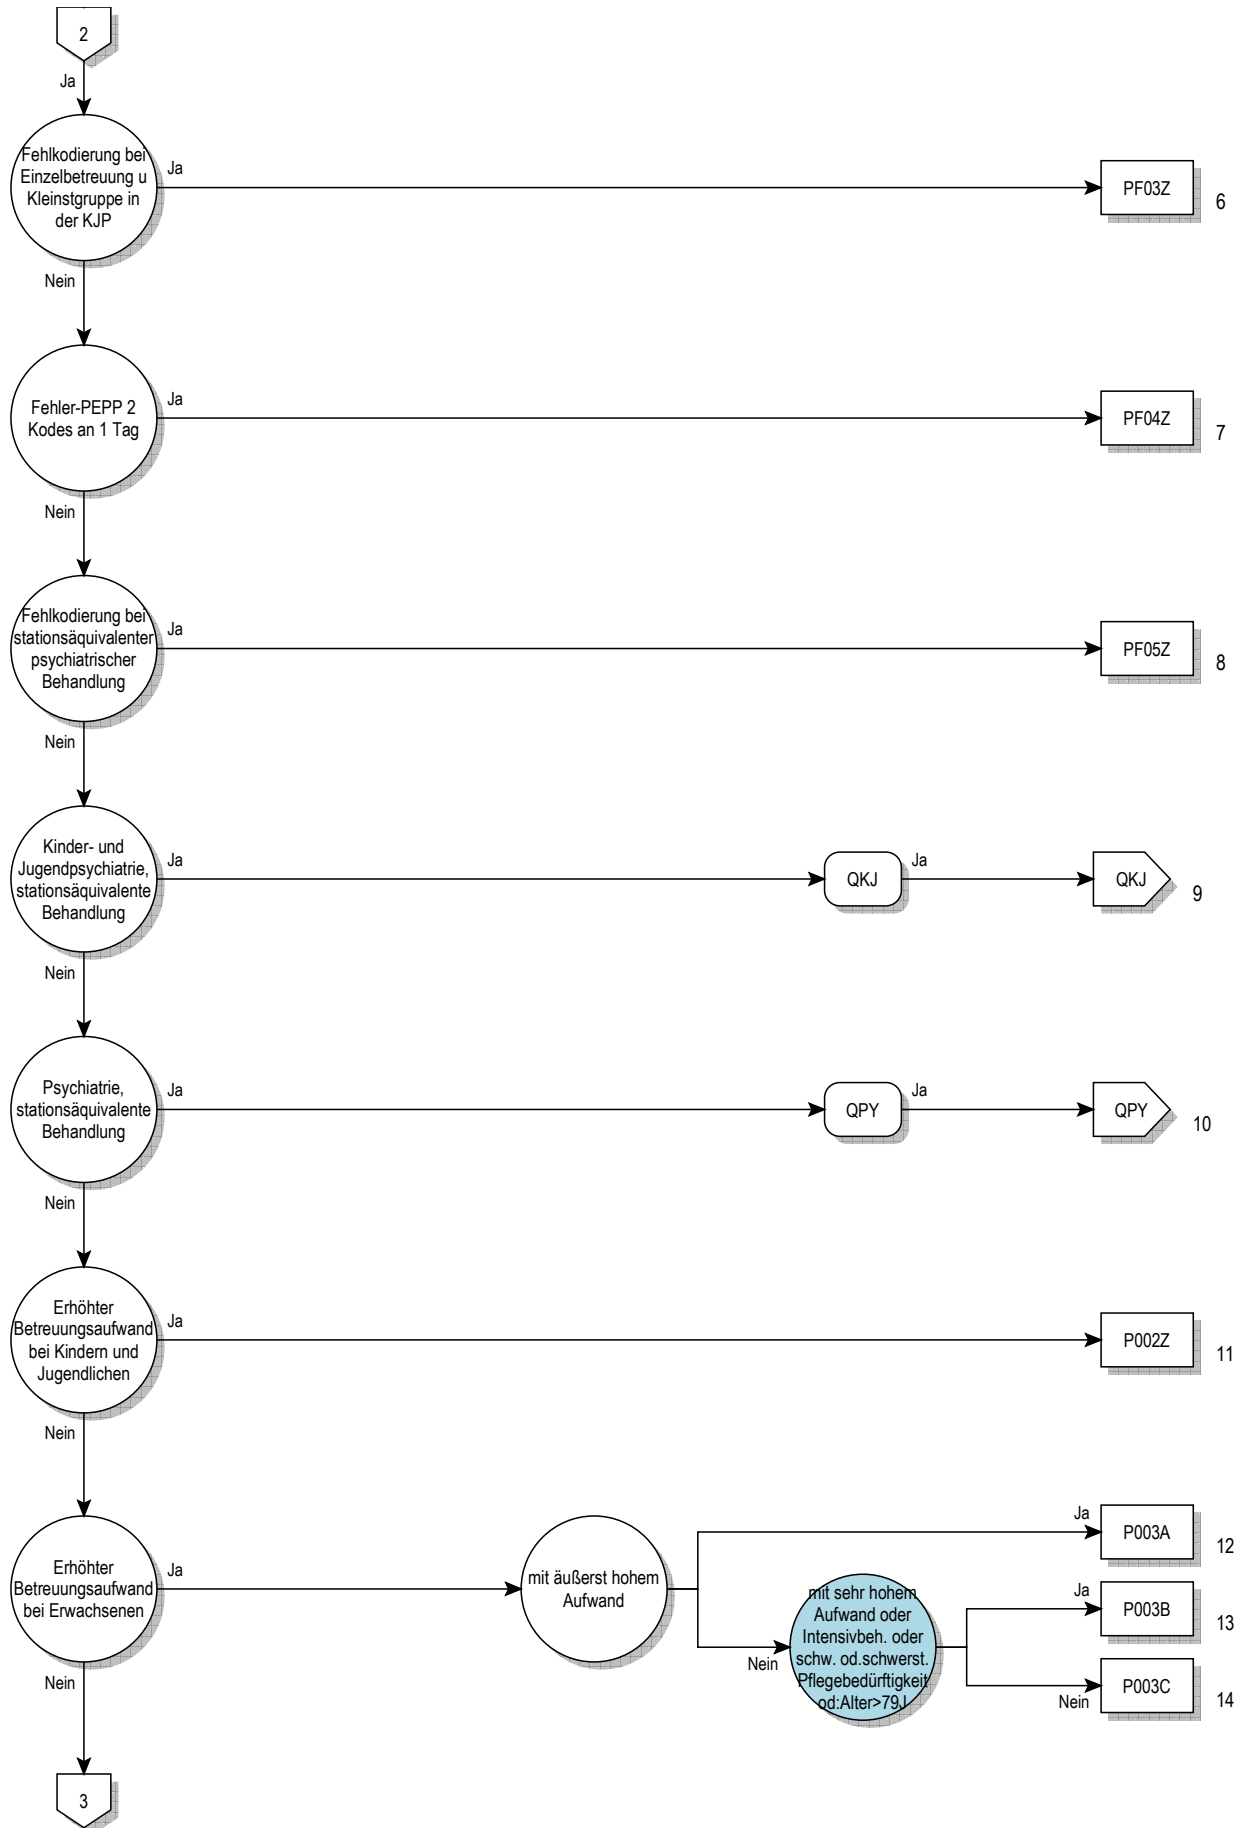 2
Ja
Fehlkodierung bei
Einzelbetreuung u
Kleinstgruppe in
der KJP
Ja
PF03Z
6
Nein
Fehler-PEPP 2
Kodes an 1 Tag
Ja
PF04Z
7
Nein
Fehlkodierung bei
stationsäquivalenter
psychiatrischer
Behandlung
Ja
PF05Z
8
Nein
Kinder- und
Jugendpsychiatrie,
stationsäquivalente
Behandlung
Ja
QKJ
Ja
QKJ
9
Nein
Psychiatrie,
stationsäquivalente
Behandlung
Ja
QPY
Ja
QPY
10
Nein
Erhöhter
Betreuungsaufwand
bei Kindern und
Jugendlichen
Ja
P002Z
11
Nein
Erhöhter
Betreuungsaufwand
bei Erwachsenen
Ja
mit äußerst hohem
Aufwand
Ja
P003A
12
Nein
mit sehr hohem
Aufwand oder
Intensivbeh. oder
schw. od.schwerst.
Pflegebedürftigkeit
od:Alter>79J
Ja
P003B
13
Nein
P003C
14
Nein
3